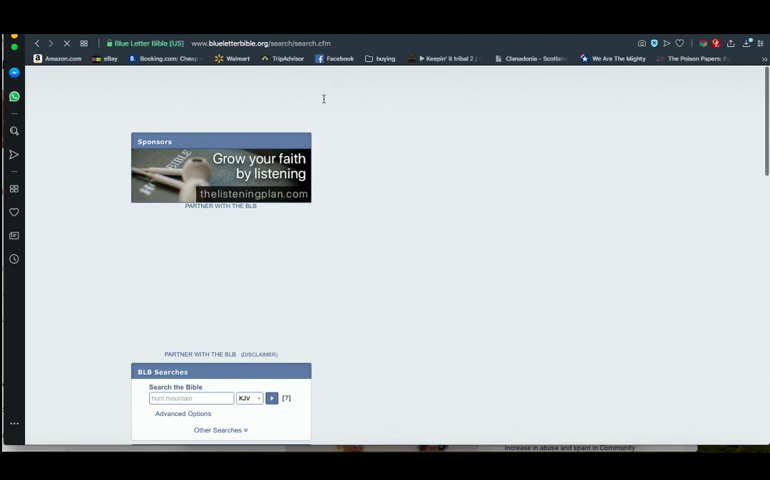 Blue Letter Bible [US] www.blueletterbible.org/search/search.cfm
Amazon.com eBay Booking.com: Cheap Walmart TripAdvisor Facebook buying Keepin' it tribal 2 Clanadonia - Scotlan We Are The Mighty The Poison Papers: E
Sponsors
Grow your faith
by listening
thelisteningplan.com
PARTNER WITH THE BLB
PARTNER WITH THE BLB (DISCLAIMER)
BLB Searches
Search the Bible
hunt mountain KJV [?]
Advanced Options
Other Searches
Increase in abuse and spam in Community